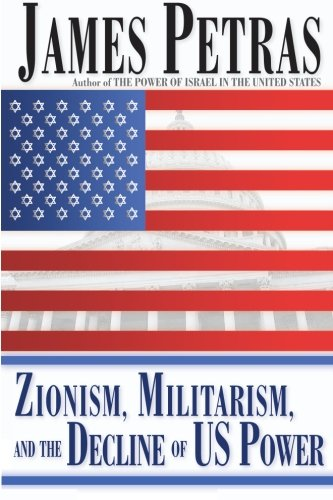 JAMES PETRAS
Author of THE POWER OF ISRAEL IN THE UNITED STATES
ZIONISM, MILITARISM,
AND THE DECLINE OF US POWER